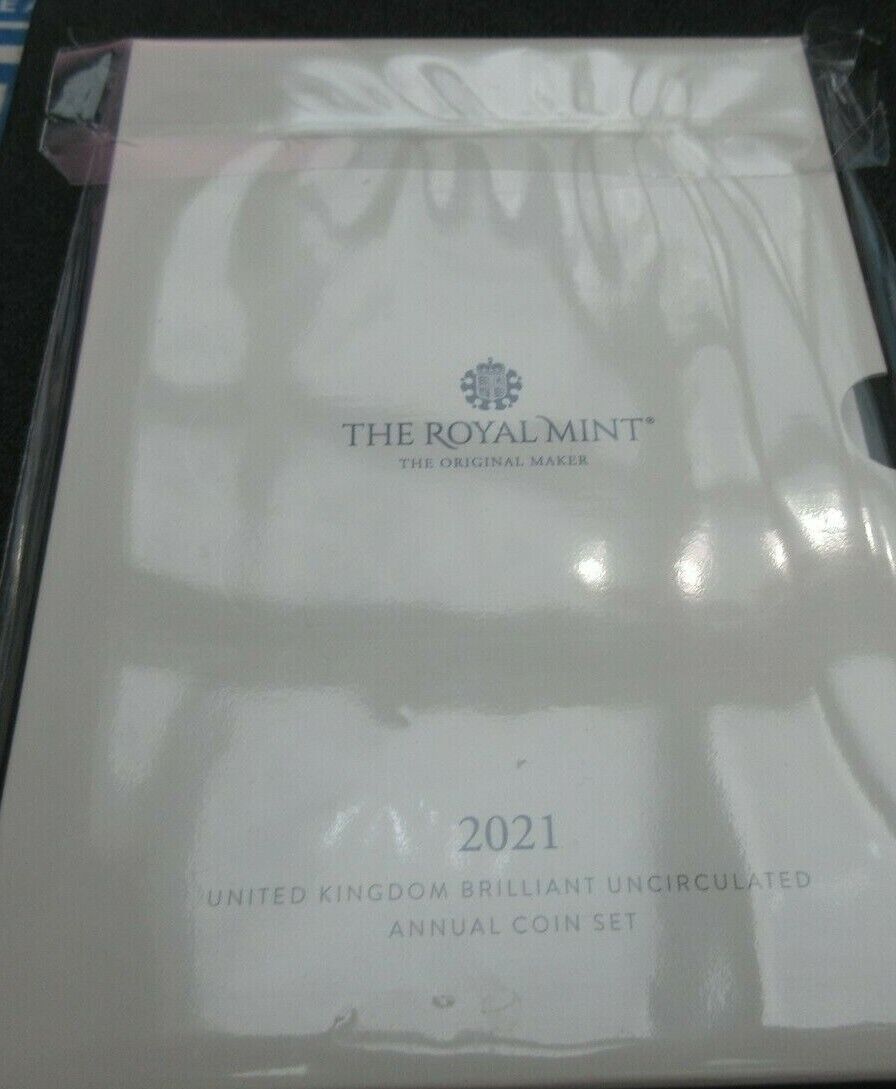 THE ROYAL MINT®
THE ORIGINAL MAKER
2021
UNITED KINGDOM BRILLIANT UNCIRCULATED
ANNUAL COIN SET